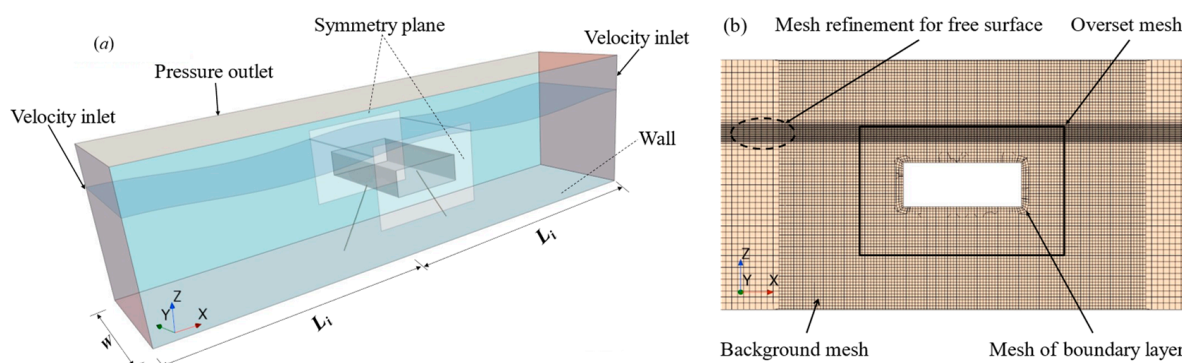 (a)
Symmetry plane
Velocity inlet
Pressure outlet
Velocity inlet
Wall
Z
Y
X
W
Li
Li
(b)
Mesh refinement for free surface
Overset mesh
Z
Y
X
Background mesh
Mesh of boundary layer